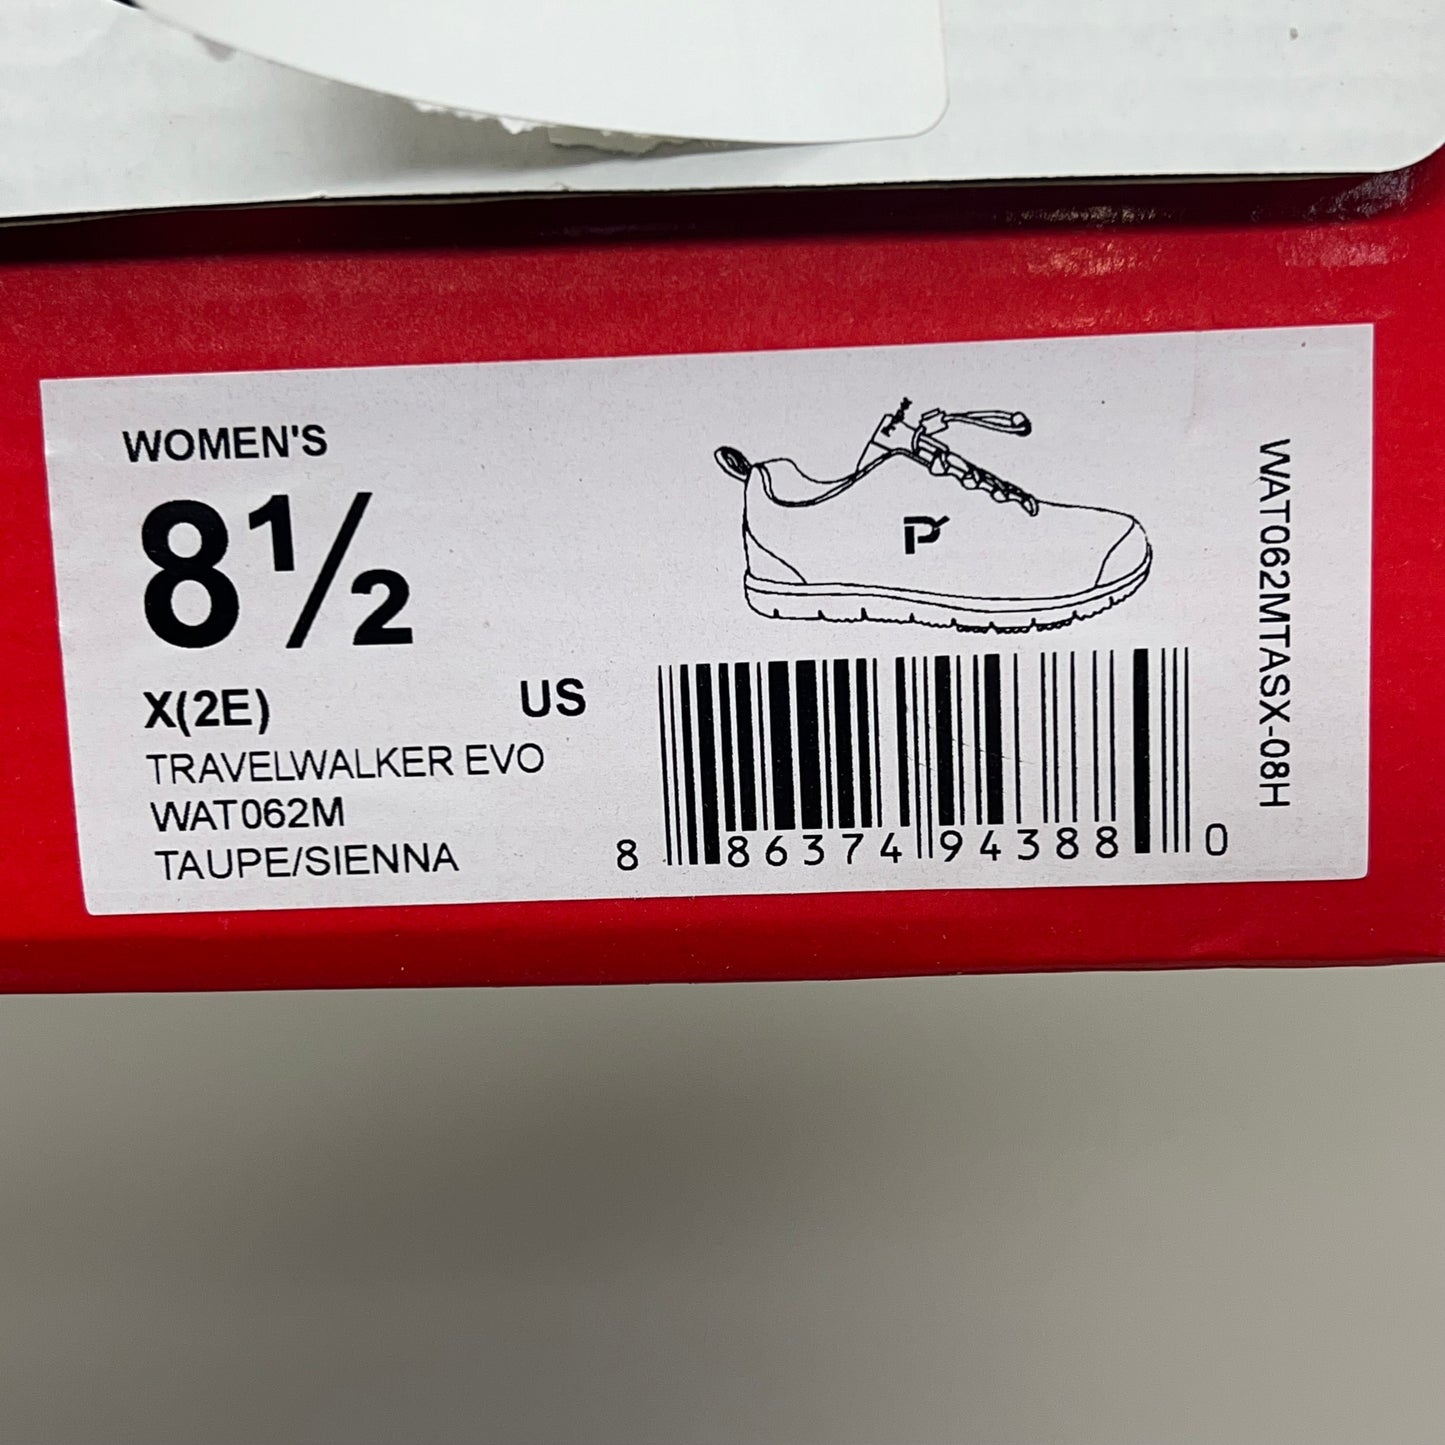 WOMEN'S
8½
X(2E) US
TRAVELWALKER EVO
WAT062M
TAUPE/SIENNA
8 86374 94388 0
WAT062MTASX-08H